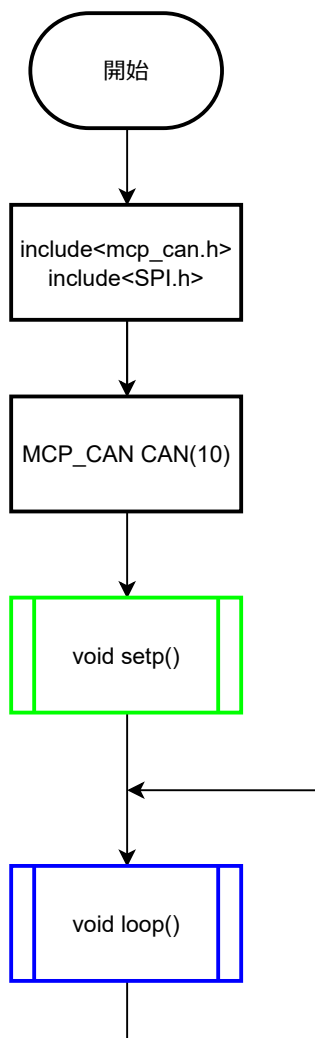 開始
include<mcp_can.h>
include<SPI.h>
MCP_CAN CAN(10)
void setp()
void loop()